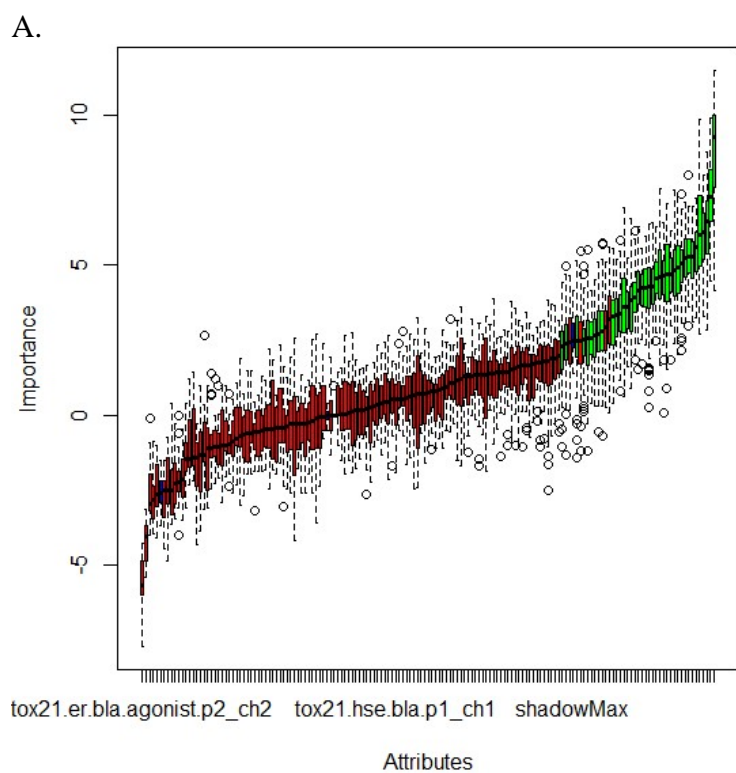 A.
10
5
0
-5
Importance
tox21.er.bla.agonist.p2_ch2 tox21.hse.bla.p1_ch1 shadowMax
Attributes